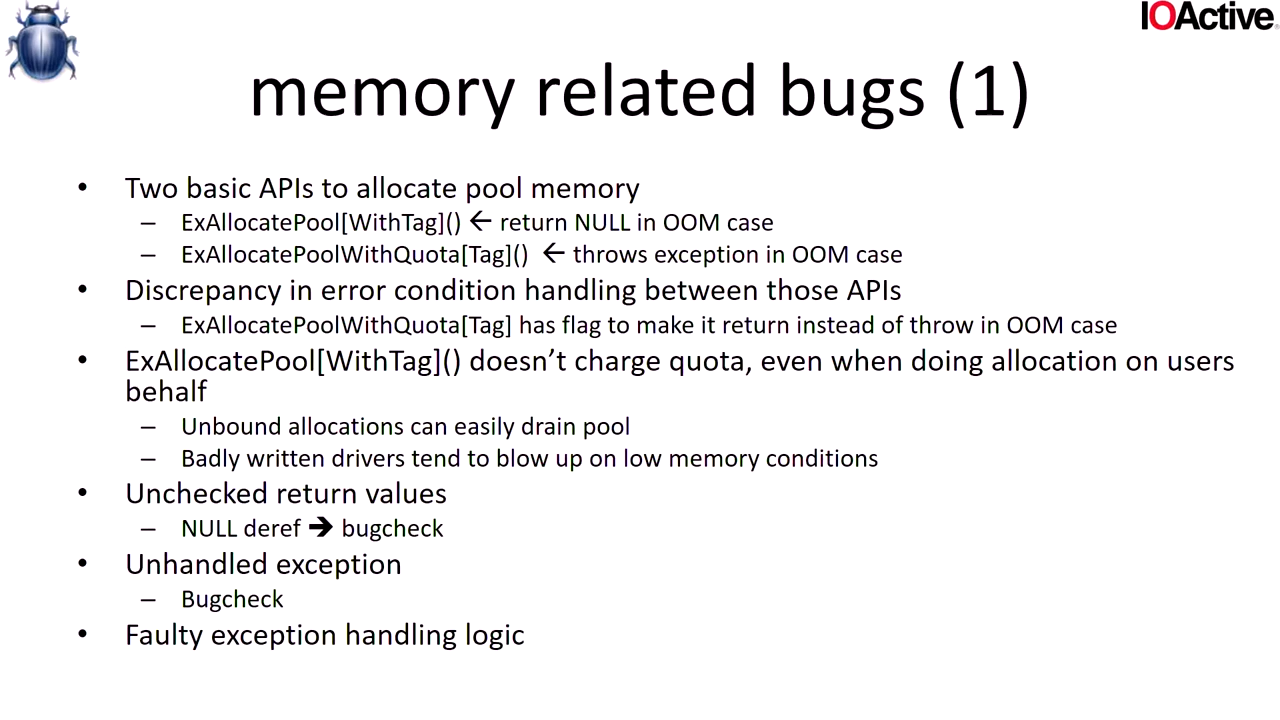 IOActive
memory related bugs (1)
• Two basic APIs to allocate pool memory
– ExAllocatePool[WithTag]() 🡠 return NULL in OOM case
– ExAllocatePoolWithQuota[Tag]() 🡠 throws exception in OOM case
• Discrepancy in error condition handling between those APIs
– ExAllocatePoolWithQuota[Tag] has flag to make it return instead of throw in OOM case
• ExAllocatePool[WithTag]() doesn’t charge quota, even when doing allocation on users
behalf
– Unbound allocations can easily drain pool
– Badly written drivers tend to blow up on low memory conditions
• Unchecked return values
– NULL deref ➔ bugcheck
• Unhandled exception
– Bugcheck
• Faulty exception handling logic